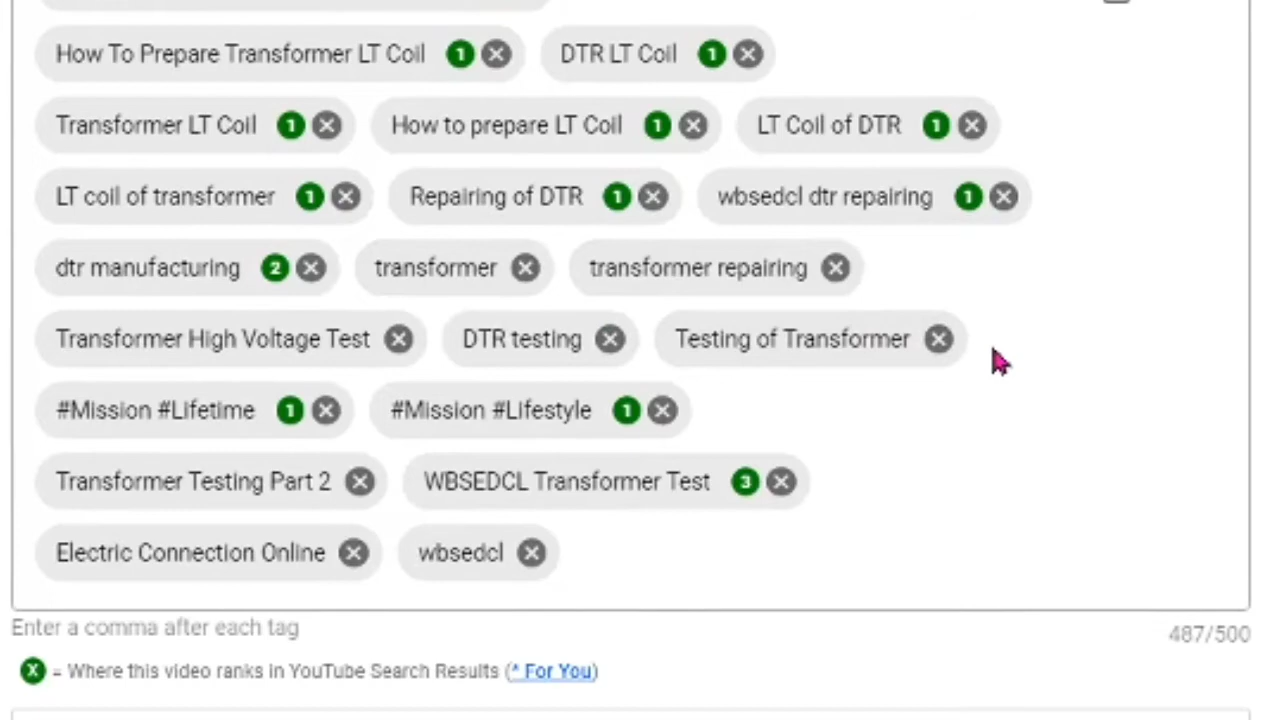 How To Prepare Transformer LT Coil 1 DTR LT Coil 1
Transformer LT Coil 1 How to prepare LT Coil 1 LT Coil of DTR 1
LT coil of transformer 1 Repairing of DTR 1 wbsedcl dtr repairing 1
dtr manufacturing 2 transformer transformer repairing
Transformer High Voltage Test DTR testing Testing of Transformer
#Mission #Lifetime 1 #Mission #Lifestyle 1
Transformer Testing Part 2 WBSEDCL Transformer Test 3
Electric Connection Online wbsedcl
Enter a comma after each tag 487/500
X = Where this video ranks in YouTube Search Results (* For You)